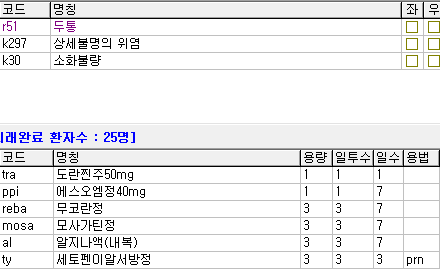 코드 명칭 좌 우
r51 두통
k297 상세불명의 위염
k30 소화불량
래완료 환자수 : 25명]
코드 명칭 용량 일투수 일수 용법
tra 도란찐주50mg 1 1 1
ppi 에스오엠정40mg 1 1 7
reba 무코란정 3 3 7
mosa 모사가틴정 3 3 7
al 알지나액(내복) 3 3 7
ty 세토펜이알서방정 3 3 3 prn